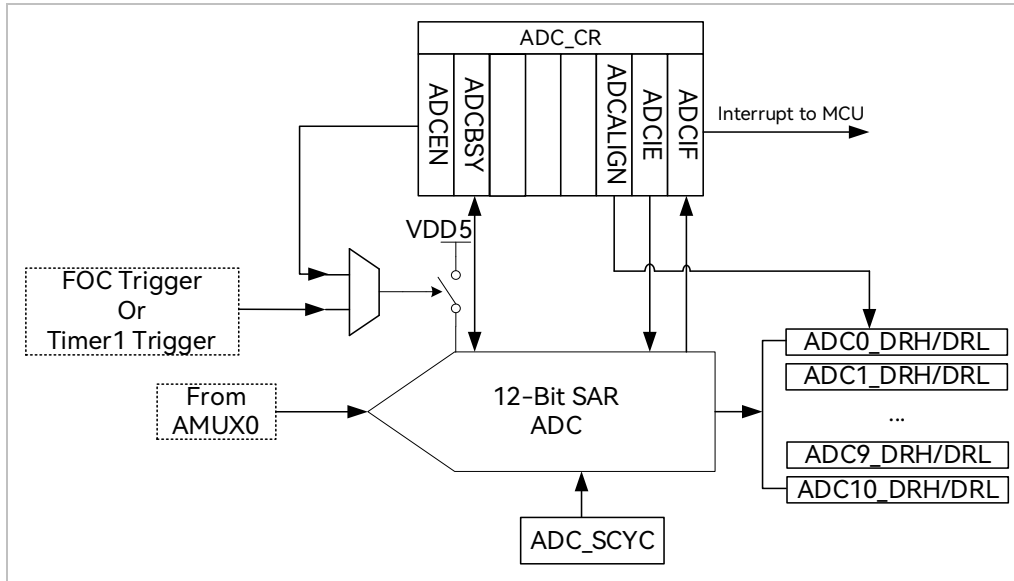 ADC_CR
ADCEN
ADCBSY
ADCALIGN
ADCIE
ADCIF
Interrupt to MCU
VDD5
FOC Trigger
Or
Timer1 Trigger
From
AMUX0
12-Bit SAR
ADC
ADC0_DRH/DRL
ADC1_DRH/DRL
...
ADC9_DRH/DRL
ADC10_DRH/DRL
ADC_SCYC